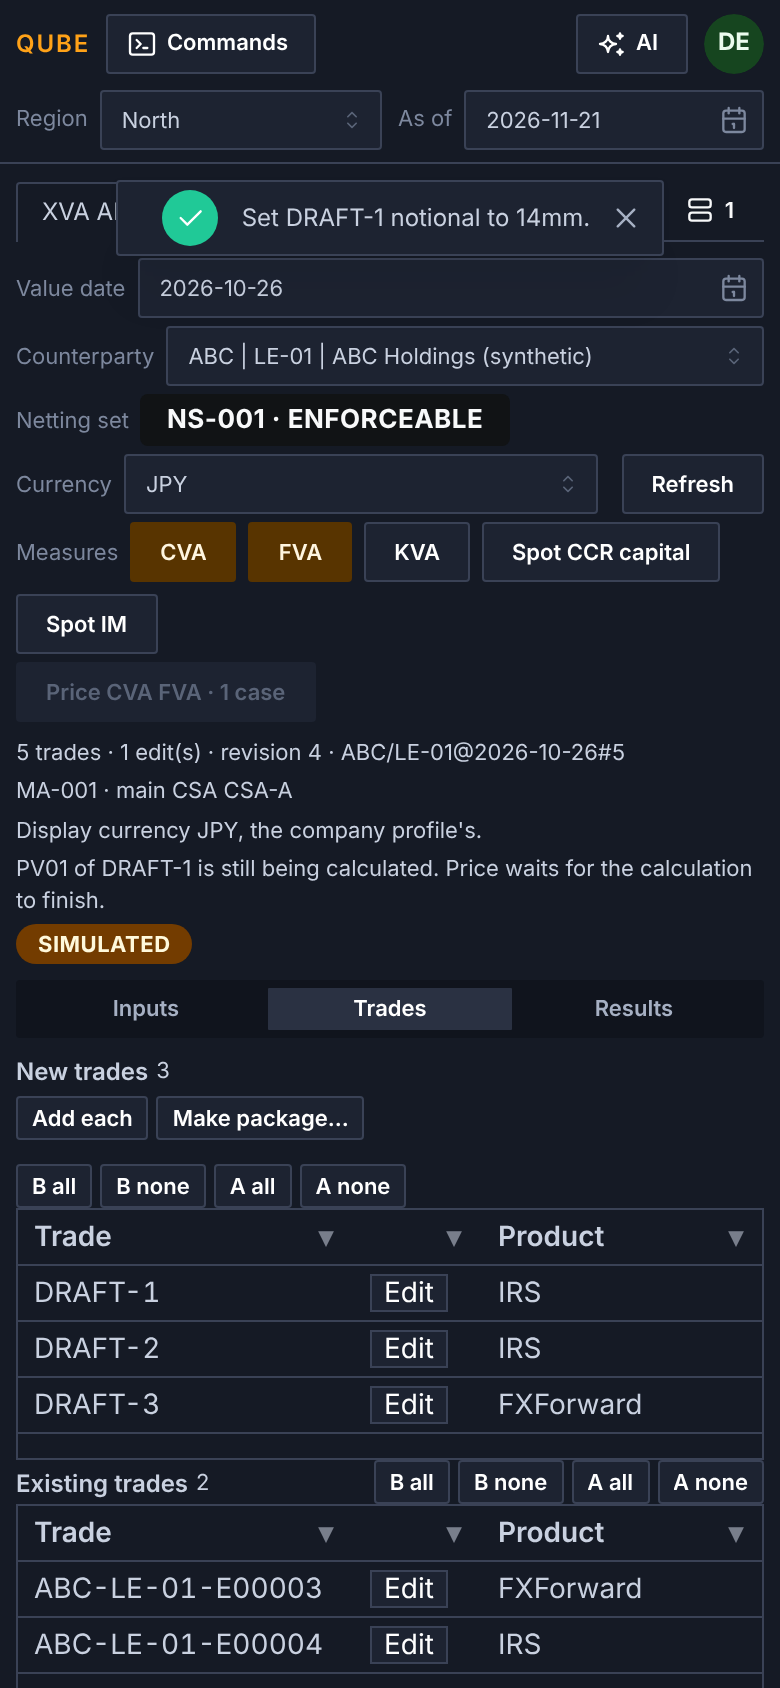 QUBE Commands AI DE
Region North As of 2026-11-21
XVA Set DRAFT-1 notional to 14mm. 1
Value date 2026-10-26
Counterparty ABC | LE-01 | ABC Holdings (synthetic)
Netting set NS-001 · ENFORCEABLE
Currency JPY Refresh
Measures CVA FVA KVA Spot CCR capital
Spot IM
Price CVA FVA · 1 case
5 trades · 1 edit(s) · revision 4 · ABC/LE-01@2026-10-26#5
MA-001 · main CSA CSA-A
Display currency JPY, the company profile's.
PV01 of DRAFT-1 is still being calculated. Price waits for the calculation
to finish.
SIMULATED
Inputs Trades Results
New trades 3
Add each Make package...
B all B none A all A none
Trade ▼ ▼ Product ▼
DRAFT-1 Edit IRS
DRAFT-2 Edit IRS
DRAFT-3 Edit FXForward
Existing trades 2 B all B none A all A none
Trade ▼ ▼ Product ▼
ABC-LE-01-E00003 Edit FXForward
ABC-LE-01-E00004 Edit IRS